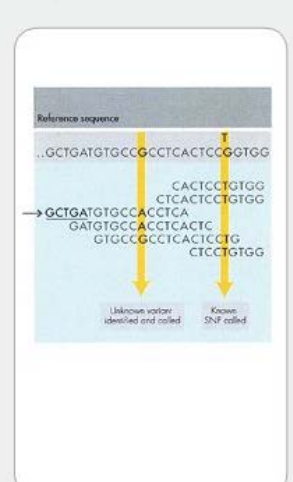 Reference sequence
T
..GCTGATGTGCCGCCTCACTCCGGTGG
CACTCCTGTGG
CTCACTCCTGTGG
→GCTGATGTGCCACCTCA
GATGTGCCACCTCACTC
GTGCCGCCTCACTCCTG
CTCCTGTGG
Unknown variant
identified and called
Known
SNP called